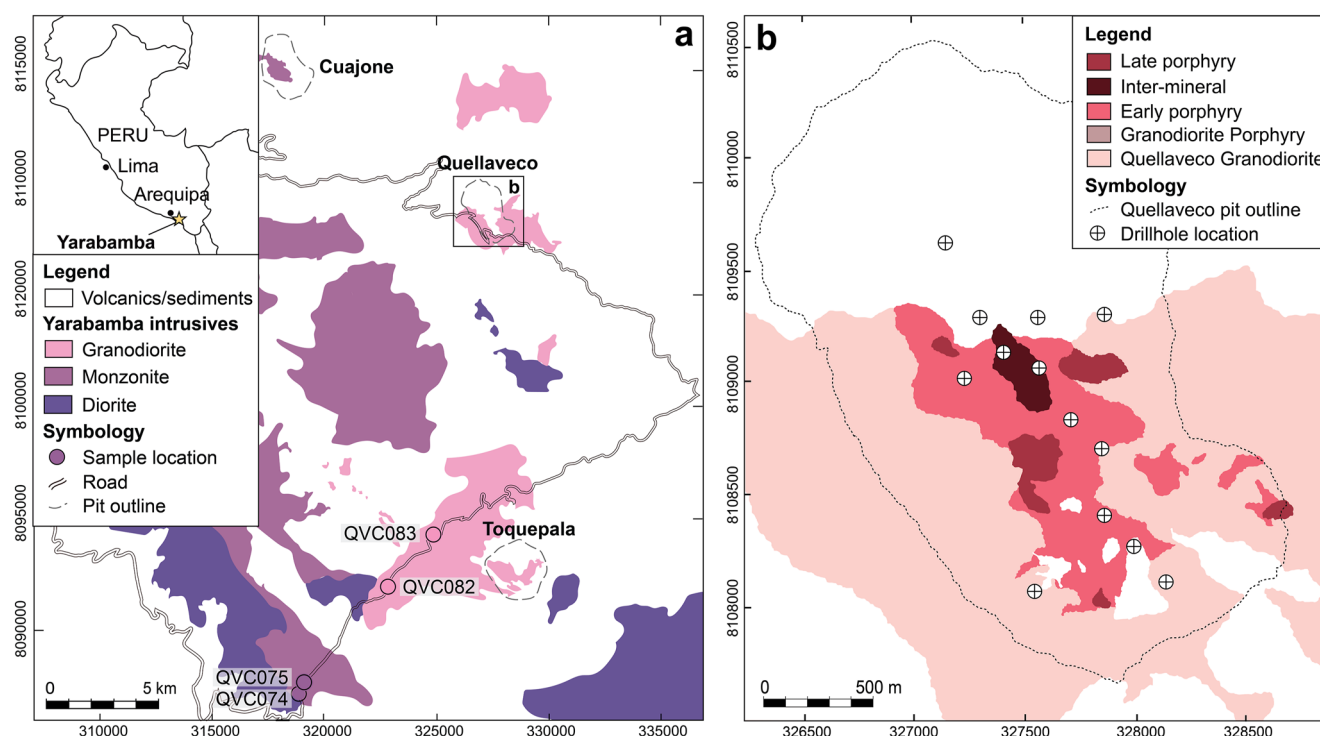 a
Cuajone
Quellaveco
b
PERU
Lima
Arequipa
Yarabamba
Legend
Volcanics/sediments
Yarabamba intrusives
Granodiorite
Monzonite
Diorite
Symbology
Sample location
Road
Pit outline
QVC083
Toquepala
QVC082
QVC075
QVC074
0 5 km
8115000
8110000
8120000
8100000
8095000
8090000
310000 315000 320000 325000 330000 335000
b
Legend
Late porphyry
Inter-mineral
Early porphyry
Granodiorite Porphyry
Quellaveco Granodiorite
Symbology
Quellaveco pit outline
Drillhole location
8110500
8110000
8109500
8109000
8108500
8108000
0 500 m
326500 327000 327500 328000 328500